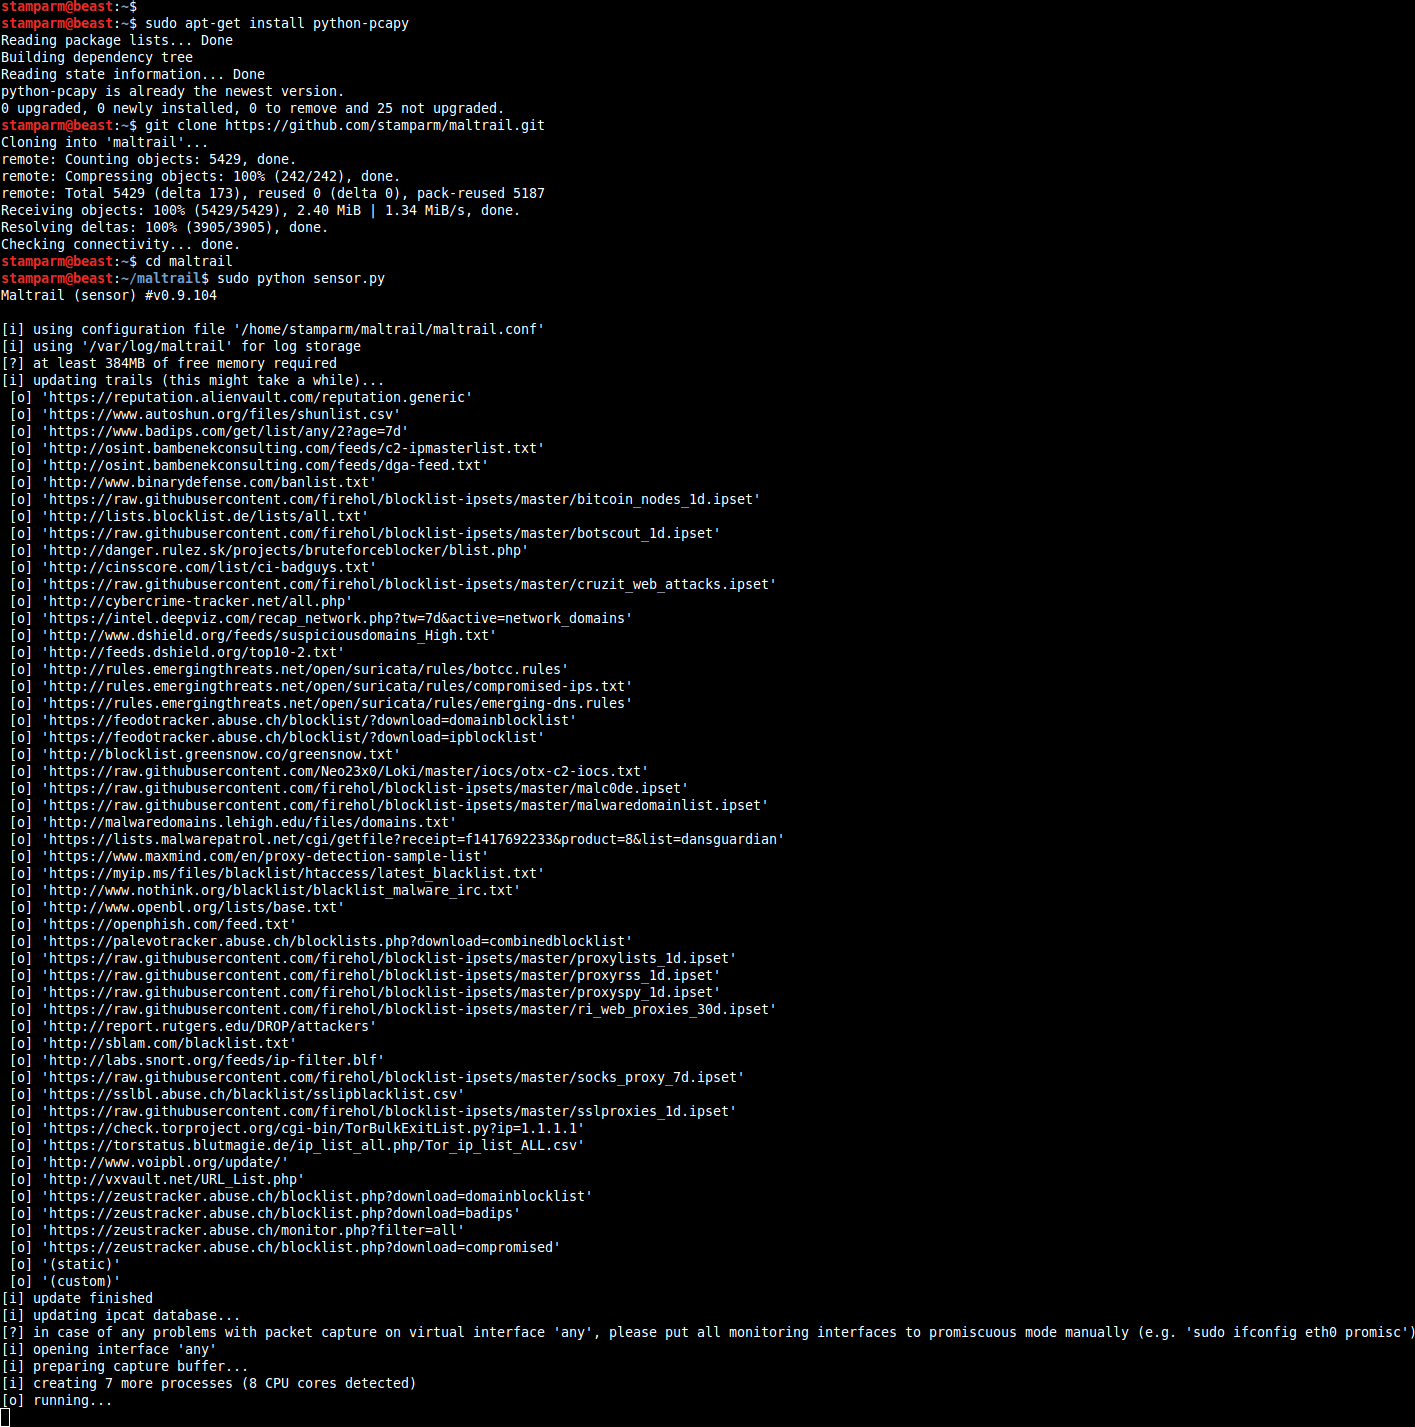 stamparm@beast:~$
stamparm@beast:~$ sudo apt-get install python-pcapy
Reading package lists... Done
Building dependency tree
Reading state information... Done
python-pcapy is already the newest version.
0 upgraded, 0 newly installed, 0 to remove and 25 not upgraded.
stamparm@beast:~$ git clone https://github.com/stamparm/maltrail.git
Cloning into 'maltrail'...
remote: Counting objects: 5429, done.
remote: Compressing objects: 100% (242/242), done.
remote: Total 5429 (delta 173), reused 0 (delta 0), pack-reused 5187
Receiving objects: 100% (5429/5429), 2.40 MiB | 1.34 MiB/s, done.
Resolving deltas: 100% (3905/3905), done.
Checking connectivity... done.
stamparm@beast:~$ cd maltrail
stamparm@beast:~/maltrail$ sudo python sensor.py
Maltrail (sensor) #v0.9.104

[i] using configuration file '/home/stamparm/maltrail/maltrail.conf'
[i] using '/var/log/maltrail' for log storage
[?] at least 384MB of free memory required
[i] updating trails (this might take a while)...
 [o] 'https://reputation.alienvault.com/reputation.generic'
 [o] 'https://www.autoshun.org/files/shunlist.csv'
 [o] 'https://www.badips.com/get/list/any/2?age=7d'
 [o] 'http://osint.bambenekconsulting.com/feeds/c2-ipmasterlist.txt'
 [o] 'http://osint.bambenekconsulting.com/feeds/dga-feed.txt'
 [o] 'http://www.binarydefense.com/banlist.txt'
 [o] 'https://raw.githubusercontent.com/firehol/blocklist-ipsets/master/bitcoin_nodes_1d.ipset'
 [o] 'http://lists.blocklist.de/lists/all.txt'
 [o] 'https://raw.githubusercontent.com/firehol/blocklist-ipsets/master/botscout_1d.ipset'
 [o] 'http://danger.rulez.sk/projects/bruteforceblocker/blist.php'
 [o] 'http://cinsscore.com/list/ci-badguys.txt'
 [o] 'https://raw.githubusercontent.com/firehol/blocklist-ipsets/master/cruzit_web_attacks.ipset'
 [o] 'http://cybercrime-tracker.net/all.php'
 [o] 'https://intel.deepviz.com/recap_network.php?tw=7d&active=network_domains'
 [o] 'http://www.dshield.org/feeds/suspiciousdomains_High.txt'
 [o] 'http://feeds.dshield.org/top10-2.txt'
 [o] 'http://rules.emergingthreats.net/open/suricata/rules/botcc.rules'
 [o] 'http://rules.emergingthreats.net/open/suricata/rules/compromised-ips.txt'
 [o] 'https://rules.emergingthreats.net/open/suricata/rules/emerging-dns.rules'
 [o] 'https://feodotracker.abuse.ch/blocklist/?download=domainblocklist'
 [o] 'https://feodotracker.abuse.ch/blocklist/?download=ipblocklist'
 [o] 'http://blocklist.greensnow.co/greensnow.txt'
 [o] 'https://raw.githubusercontent.com/Neo23x0/Loki/master/iocs/otx-c2-iocs.txt'
 [o] 'https://raw.githubusercontent.com/firehol/blocklist-ipsets/master/malc0de.ipset'
 [o] 'https://raw.githubusercontent.com/firehol/blocklist-ipsets/master/malwaredomainlist.ipset'
 [o] 'http://malwaredomains.lehigh.edu/files/domains.txt'
 [o] 'https://lists.malwarepatrol.net/cgi/getfile?receipt=f1417692233&product=8&list=dansguardian'
 [o] 'https://www.maxmind.com/en/proxy-detection-sample-list'
 [o] 'https://myip.ms/files/blacklist/htaccess/latest_blacklist.txt'
 [o] 'http://www.nothink.org/blacklist/blacklist_malware_irc.txt'
 [o] 'http://www.openbl.org/lists/base.txt'
 [o] 'https://openphish.com/feed.txt'
 [o] 'https://palevotracker.abuse.ch/blocklists.php?download=combinedblocklist'
 [o] 'https://raw.githubusercontent.com/firehol/blocklist-ipsets/master/proxylists_1d.ipset'
 [o] 'https://raw.githubusercontent.com/firehol/blocklist-ipsets/master/proxyrss_1d.ipset'
 [o] 'https://raw.githubusercontent.com/firehol/blocklist-ipsets/master/proxyspy_1d.ipset'
 [o] 'https://raw.githubusercontent.com/firehol/blocklist-ipsets/master/ri_web_proxies_30d.ipset'
 [o] 'http://report.rutgers.edu/DROP/attackers'
 [o] 'http://sblam.com/blacklist.txt'
 [o] 'http://labs.snort.org/feeds/ip-filter.blf'
 [o] 'https://raw.githubusercontent.com/firehol/blocklist-ipsets/master/socks_proxy_7d.ipset'
 [o] 'https://sslbl.abuse.ch/blacklist/sslipblacklist.csv'
 [o] 'https://raw.githubusercontent.com/firehol/blocklist-ipsets/master/sslproxies_1d.ipset'
 [o] 'https://check.torproject.org/cgi-bin/TorBulkExitList.py?ip=1.1.1.1'
 [o] 'https://torstatus.blutmagie.de/ip_list_all.php/Tor_ip_list_ALL.csv'
 [o] 'http://www.voipbl.org/update/'
 [o] 'http://vxvault.net/URL_List.php'
 [o] 'https://zeustracker.abuse.ch/blocklist.php?download=domainblocklist'
 [o] 'https://zeustracker.abuse.ch/blocklist.php?download=badips'
 [o] 'https://zeustracker.abuse.ch/monitor.php?filter=all'
 [o] 'https://zeustracker.abuse.ch/blocklist.php?download=compromised'
 [o] '(static)'
 [o] '(custom)'
[i] update finished
[i] updating ipcat database...
[?] in case of any problems with packet capture on virtual interface 'any', please put all monitoring interfaces to promiscuous mode manually (e.g. 'sudo ifconfig eth0 promisc')
[i] opening interface 'any'
[i] preparing capture buffer...
[i] creating 7 more processes (8 CPU cores detected)
[o] running...